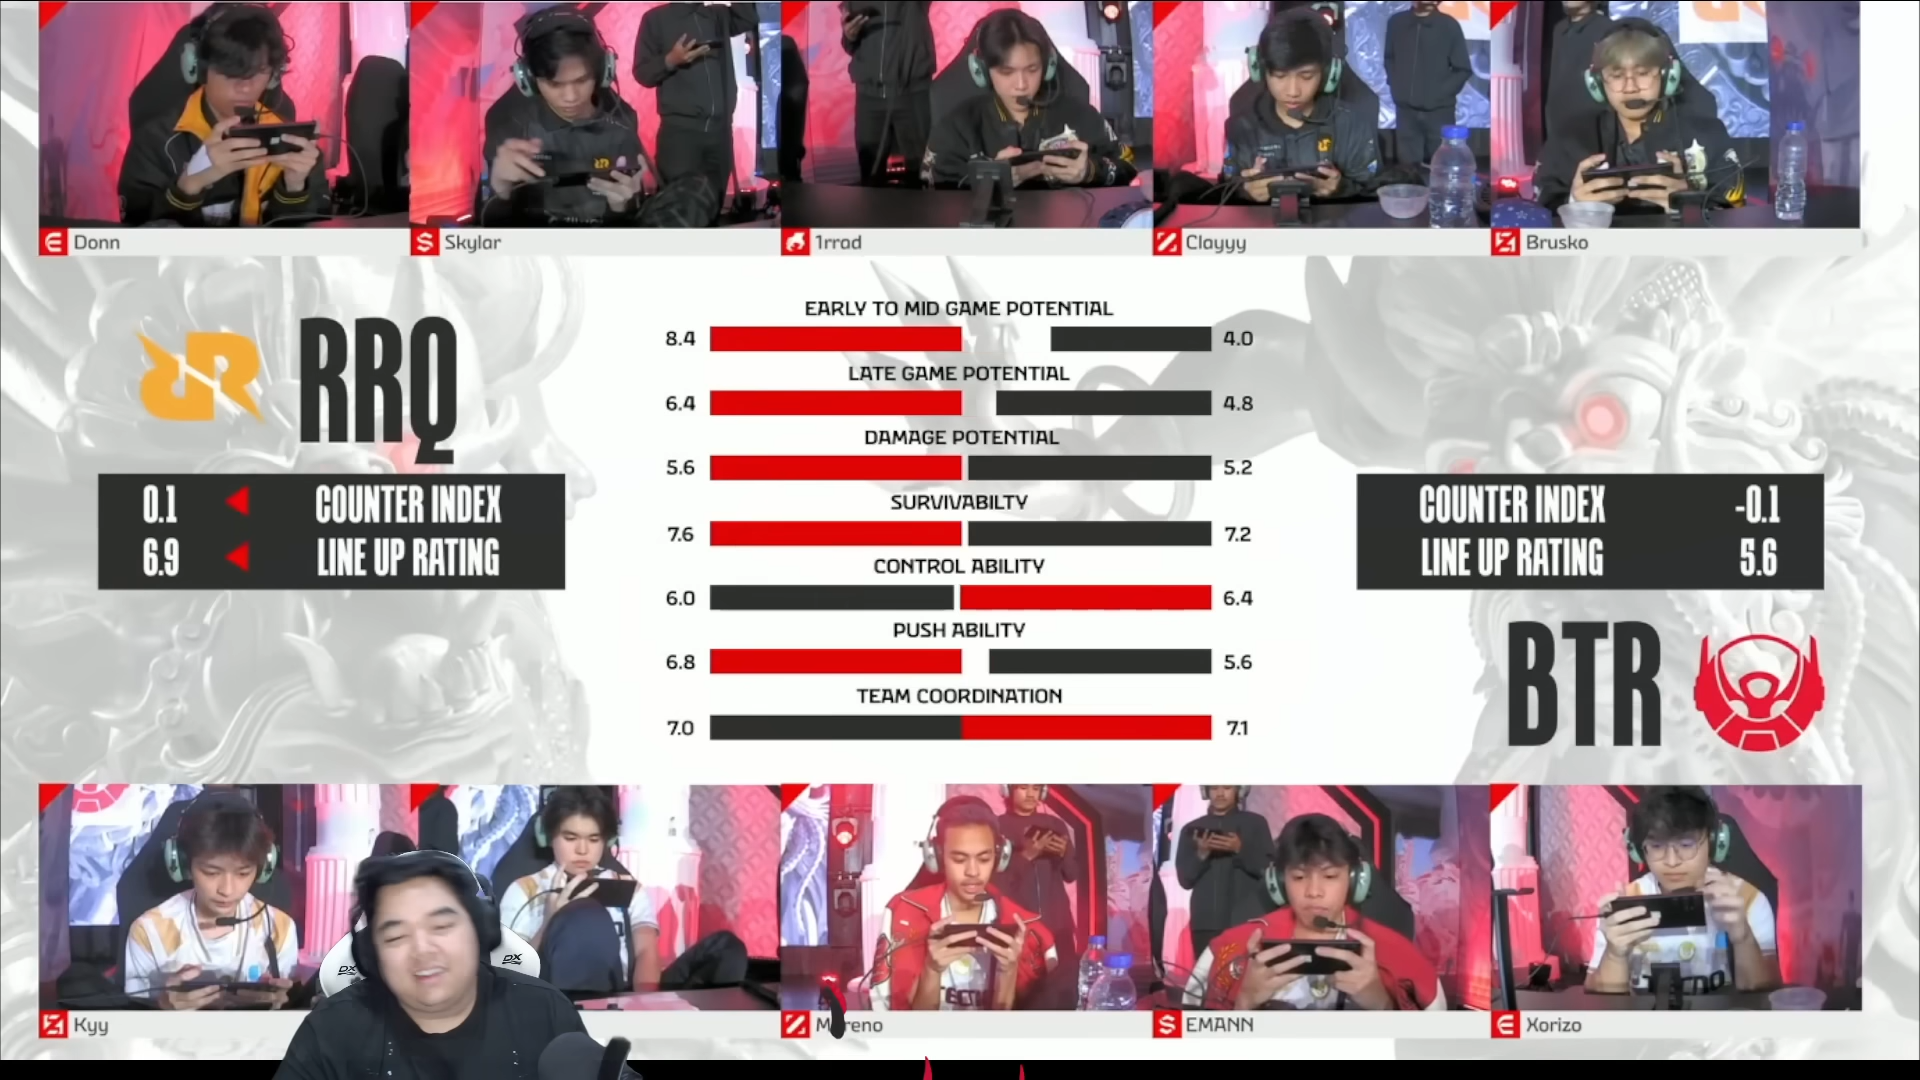 Donn
Skylar
1rrad
Clayyy
Brusko
RRQ
0.1 COUNTER INDEX
6.9 LINE UP RATING
EARLY TO MID GAME POTENTIAL
8.4 4.0
LATE GAME POTENTIAL
6.4 4.8
DAMAGE POTENTIAL
5.6 5.2
SURVIVABILTY
7.6 7.2
CONTROL ABILITY
6.0 6.4
PUSH ABILITY
6.8 5.6
TEAM COORDINATION
7.0 7.1
COUNTER INDEX -0.1
LINE UP RATING 5.6
BTR
DX
DX
Kyy
EMANN
Xorizo